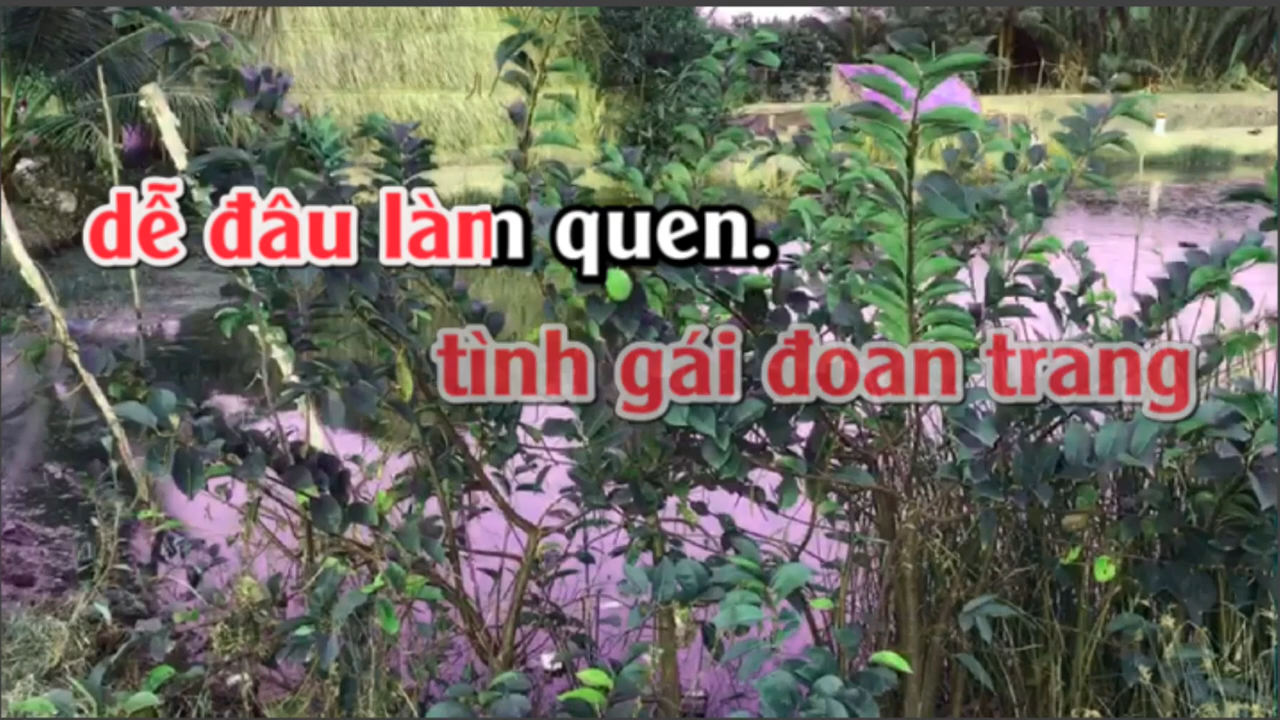 dễ đâu làm quen.
tình gái đoan trang